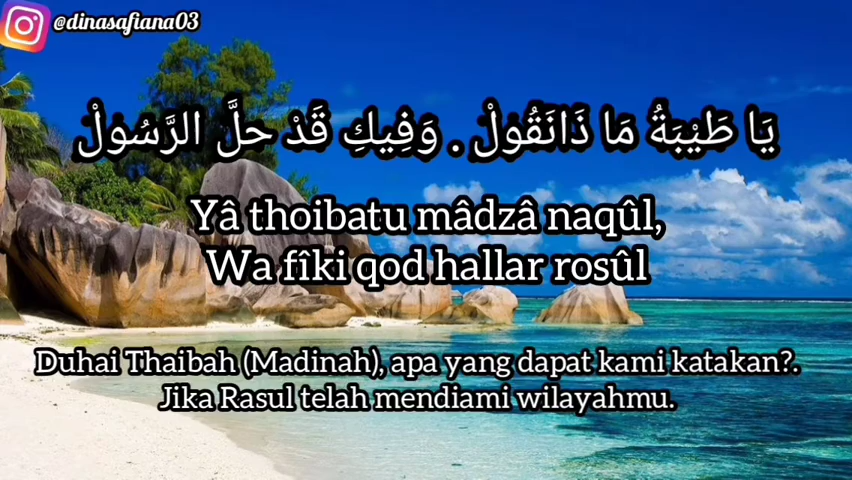 @dinasafiana03
يَا طَيْبَةُ مَا ذَانَقُولْ . وَفِيكِ قَدْ حلَّ الرَّسُولْ
Yâ thoibatu mâdzâ naqûl,
Wa fîki qod hallar rosûl
Duhai Thaibah (Madinah), apa yang dapat kami katakan?.
Jika Rasul telah mendiami wilayahmu.